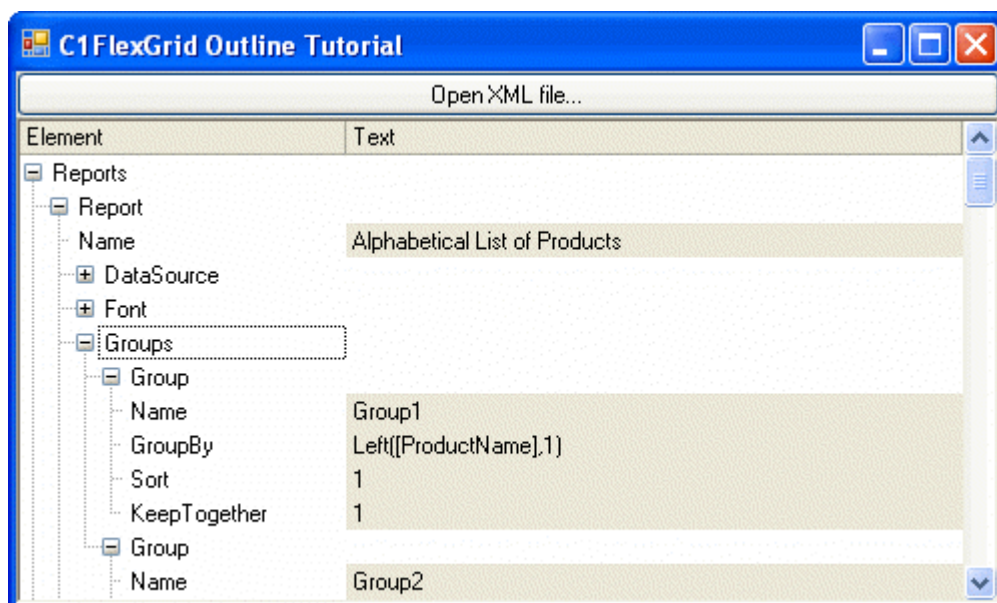 C1FlexGrid Outline Tutorial
Open XML file...
Element Text
Reports
Report
Name Alphabetical List of Products
DataSource
Font
Groups
Group
Name Group1
GroupBy Left([ProductName],1)
Sort 1
KeepTogether 1
Group
Name Group2